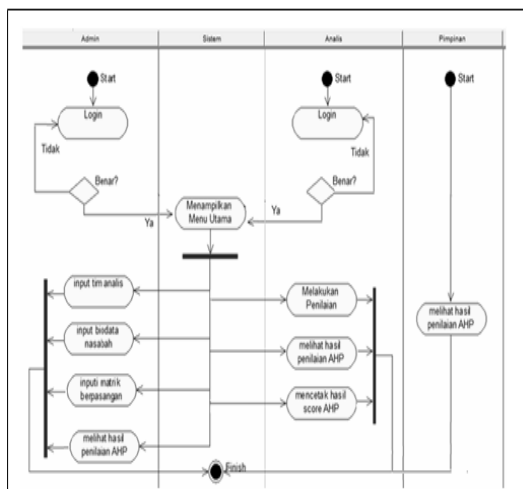 Admin
Sistem
Analis
Pimpinan
Start
Start
Start
Login
Login
Tidak
Tidak
Benar?
Benar?
Ya
Ya
Menampilkan
Menu Utama
input tim analis
Melakukan
Penilaian
input biodata
nasabah
melihat hasil
penilaian AHP
melihat hasil
penilaian AHP
inputi matrik
berpasangan
mencetak hasil
score AHP
melihat hasil
penilaian AHP
Finish